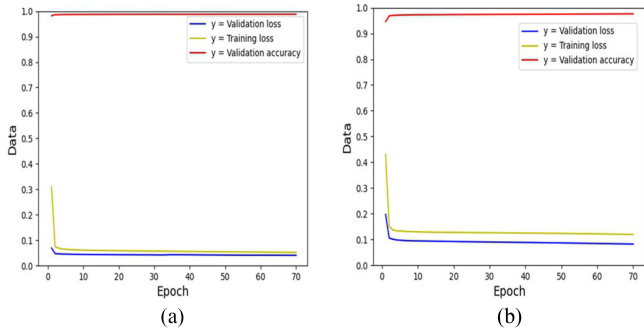 1.0
0.9
0.8
0.7
0.6
0.5
0.4
0.3
0.2
0.1
0.0
Data
y = Validation loss
y = Training loss
y = Validation accuracy
0 10 20 30 40 50 60 70
Epoch
(a)
1.0
0.9
0.8
0.7
0.6
0.5
0.4
0.3
0.2
0.1
0.0
Data
y = Validation loss
y = Training loss
y = Validation accuracy
0 10 20 30 40 50 60 70
Epoch
(b)